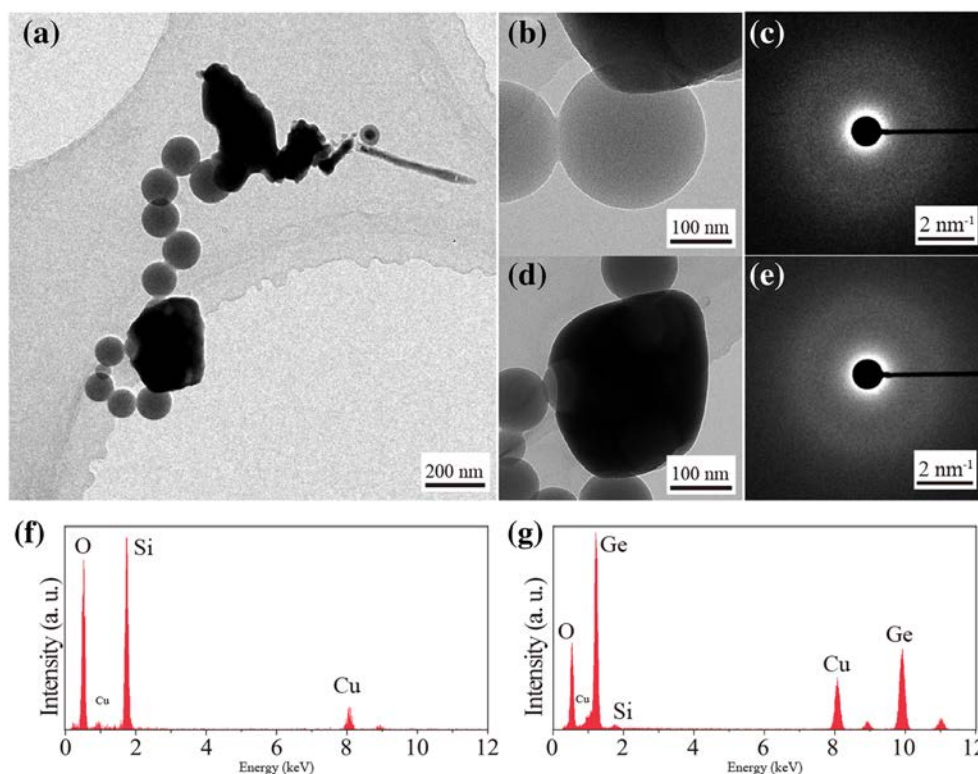 (a)
200 nm
(b)
100 nm
(c)
2 nm⁻¹
(d)
100 nm
(e)
2 nm⁻¹
(f)
O
Si
Cu
Cu
Intensity (a. u.)
0 2 4 6 8 10 12
Energy (keV)
(g)
Ge
O
Cu
Si
Cu
Ge
Intensity (a. u.)
0 2 4 6 8 10 12
Energy (keV)